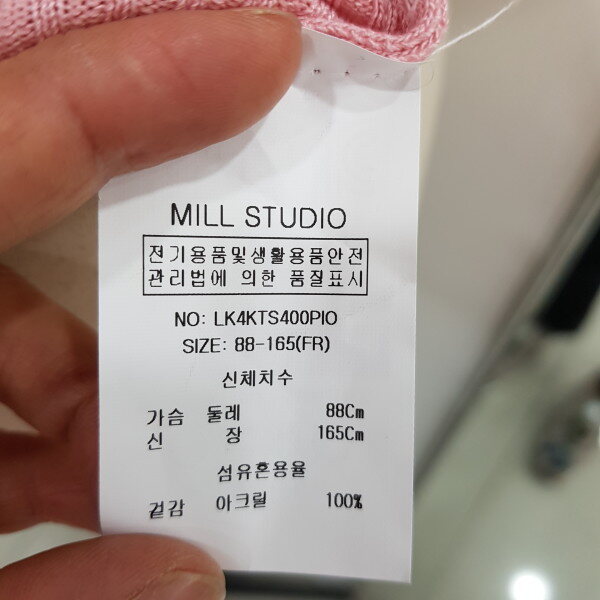 MILL STUDIO
전기용품및생활용품안전
관리법에 의한 품질표시
NO: LK4KTS400PIO
SIZE: 88-165(FR)
신체치수
가슴 둘레 88Cm
신 장 165Cm
섬유혼용율
겉감 아크릴 100%